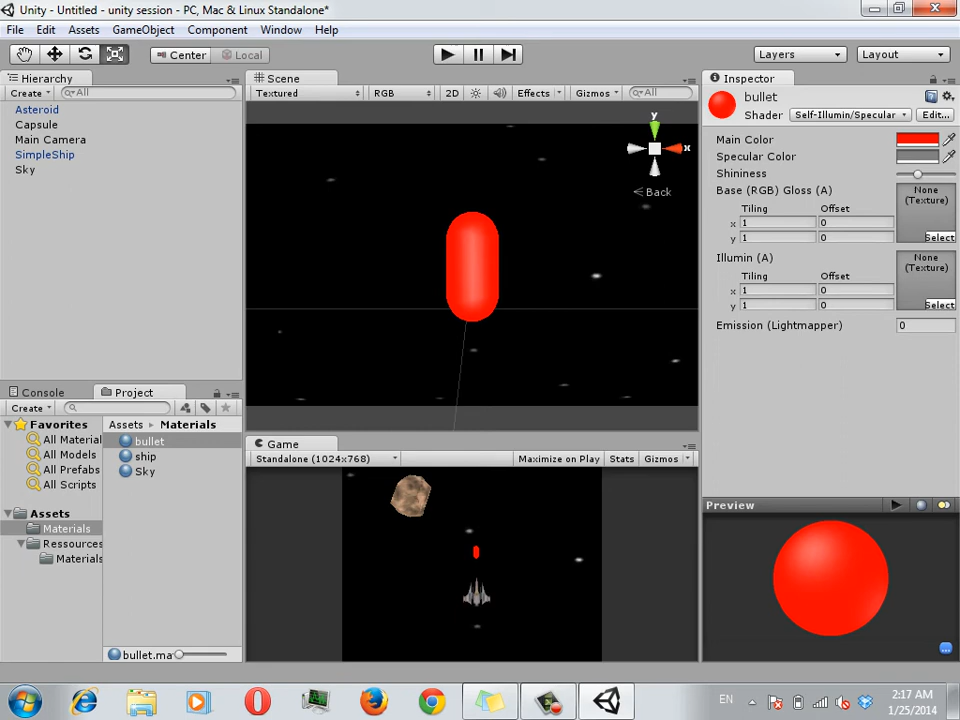 Unity - Untitled - unity session - PC, Mac & Linux Standalone*
File Edit Assets GameObject Component Window Help
Center Local Layers Layout
Hierarchy
Create All
Asteroid
Capsule
Main Camera
SimpleShip
Sky
Scene
Textured RGB 2D Effects Gizmos All
y
x
Back
Inspector
bullet
Shader Self-Illumin/Specular Edit...
Main Color
Specular Color
Shininess
Base (RGB) Gloss (A)
None
(Texture)
Tiling Offset
x 1 0
y 1 0
Select
Illumin (A)
None
(Texture)
Tiling Offset
x 1 0
y 1 0
Select
Emission (Lightmapper) 0
Console Project
Create
Favorites
All Material
All Models
All Prefabs
All Scripts
Assets
Materials
Ressources
Materials
Assets Materials
bullet
ship
Sky
bullet.ma
Game
Standalone (1024x768) Maximize on Play Stats Gizmos
Preview
EN
2:17 AM
1/25/2014